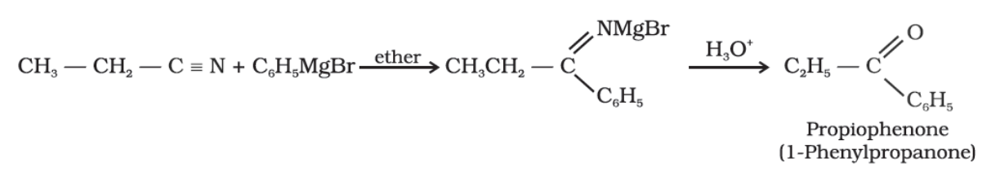 CH₃ — CH₂ — C ≡ N + C₆H₅MgBr ether → CH₃CH₂ — C NMgBr C₆H₅ H₃O⁺ → C₂H₅ — C O C₆H₅
Propiophenone
(1-Phenylpropanone)